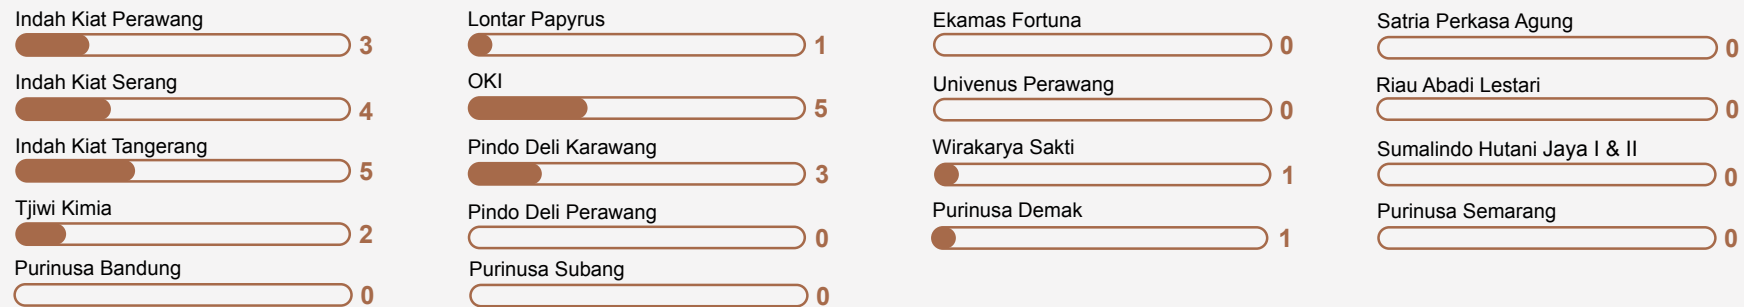 Indah Kiat Perawang
3
Indah Kiat Serang
4
Indah Kiat Tangerang
5
Tjiwi Kimia
2
Purinusa Bandung
0
Lontar Papyrus
1
OKI
5
Pindo Deli Karawang
3
Pindo Deli Perawang
0
Purinusa Subang
0
Ekamas Fortuna
0
Univenus Perawang
0
Wirakarya Sakti
1
Purinusa Demak
1
Satria Perkasa Agung
0
Riau Abadi Lestari
0
Sumalindo Hutani Jaya I & II
0
Purinusa Semarang
0